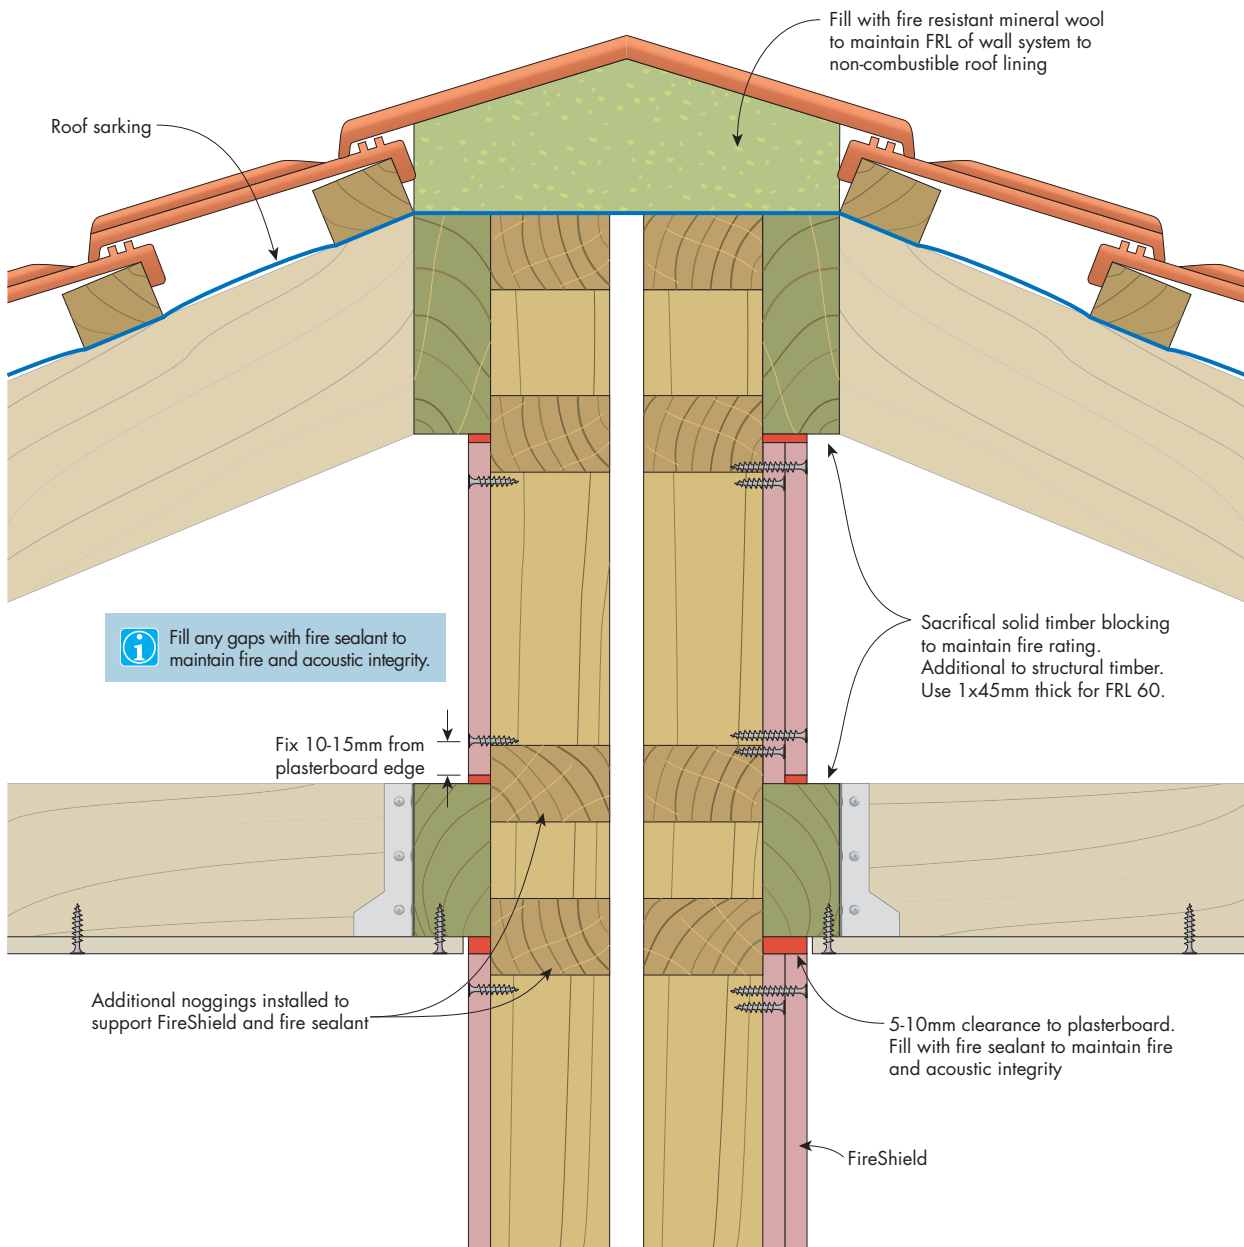 Fill with fire resistant mineral wool
to maintain FRL of wall system to
non-combustible roof lining
Roof sarking
Fill any gaps with fire sealant to
maintain fire and acoustic integrity.
Sacrifical solid timber blocking
to maintain fire rating.
Additional to structural timber.
Use 1x45mm thick for FRL 60.
Fix 10-15mm from
plasterboard edge
Additional noggings installed to
support FireShield and fire sealant
5-10mm clearance to plasterboard.
Fill with fire sealant to maintain fire
and acoustic integrity
FireShield